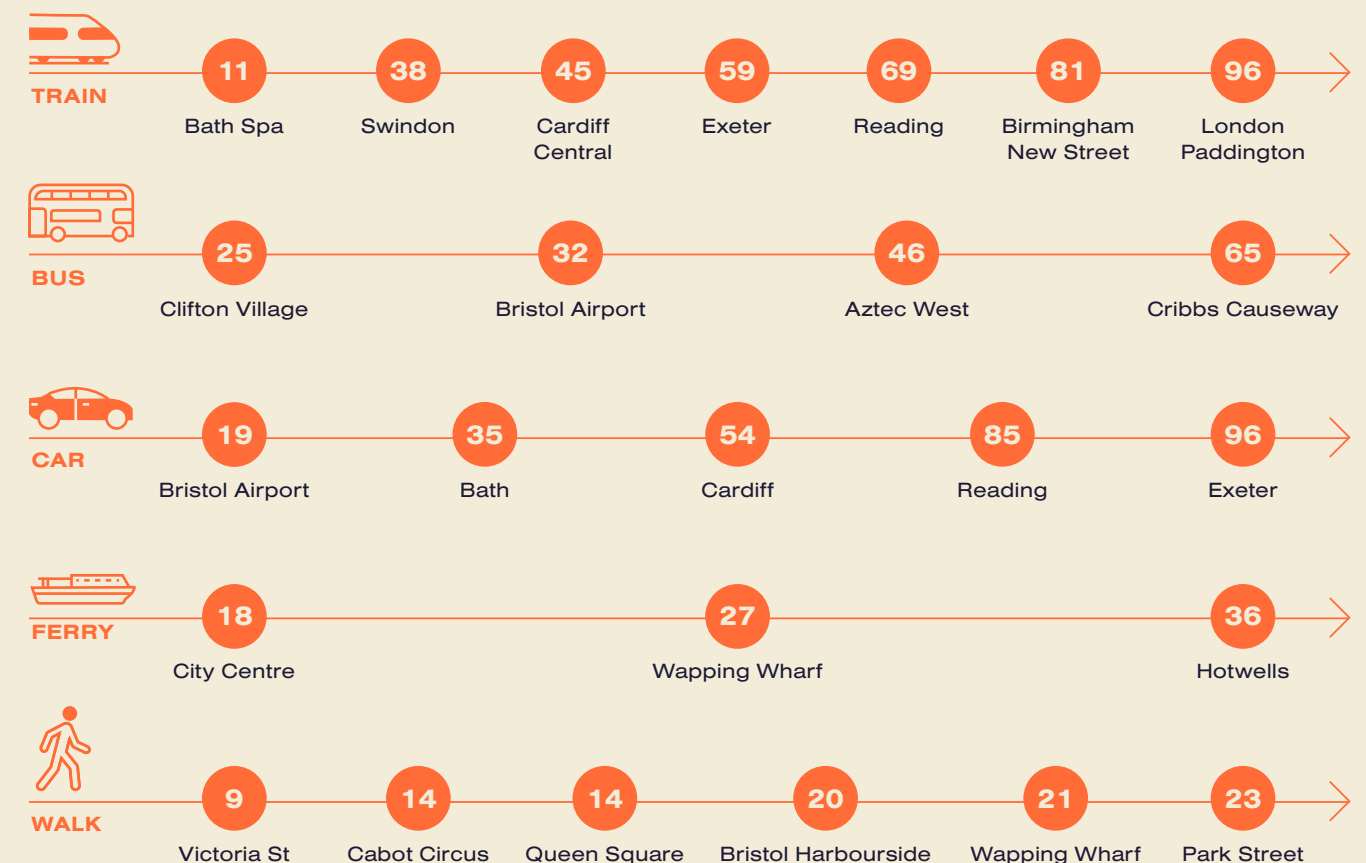 TRAIN
11 38 45 59 69 81 96
Bath Spa Swindon Cardiff Exeter Reading Birmingham London
Central New Street Paddington
BUS
25 32 46 65
Clifton Village Bristol Airport Aztec West Cribbs Causeway
CAR
19 35 54 85 96
Bristol Airport Bath Cardiff Reading Exeter
FERRY
18 27 36
City Centre Wapping Wharf Hotwells
WALK
9 14 14 20 21 23
Victoria St Cabot Circus Queen Square Bristol Harbourside Wapping Wharf Park Street